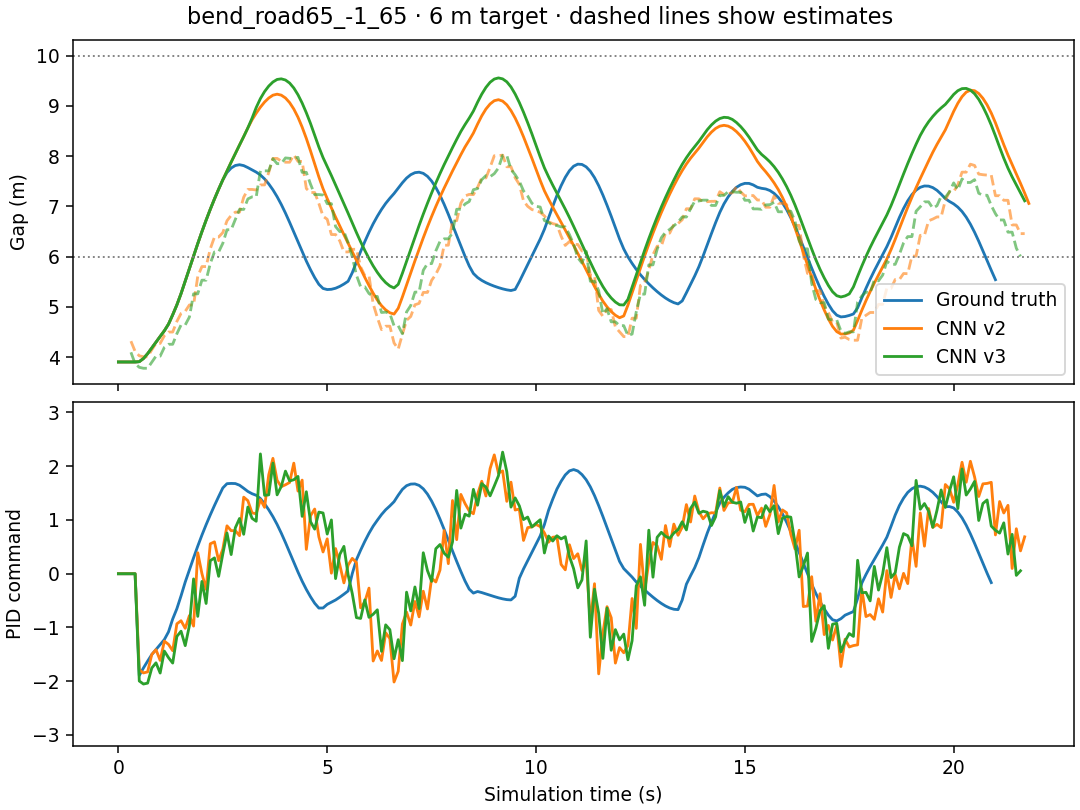 bend_road65_-1_65 · 6 m target · dashed lines show estimates
10
9
8
7
6
5
4
Gap (m)
Ground truth
CNN v2
CNN v3
3
2
1
0
−1
−2
−3
PID command
0
5
10
15
20
Simulation time (s)